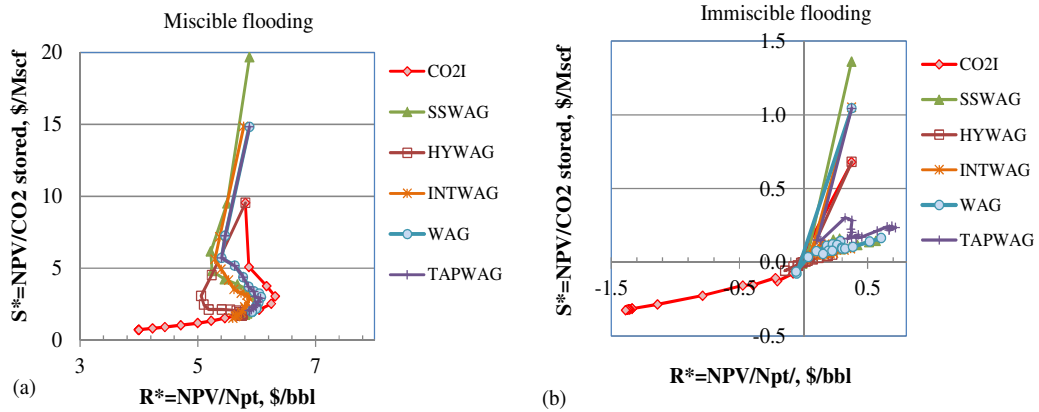 Miscible flooding
20
15
10
5
0
3
5
7
S*=NPV/CO2 stored, $/Mscf
R*=NPV/Npt, $/bbl
CO2I
SSWAG
HYWAG
INTWAG
WAG
TAPWAG
(a)
Immiscible flooding
1.5
1.0
0.5
0.0
-0.5
-1.5
-0.5
0.5
S*=NPV/CO2 stored, $/Mscf
R*=NPV/Npt/, $/bbl
CO2I
SSWAG
HYWAG
INTWAG
WAG
TAPWAG
(b)